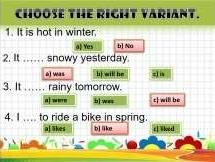 CHOOSE THE RIGHT VARIANT.
1. It is hot in winter.
a) Yes b) No
2. It ...... snowy yesterday.
a) was b) will be c) is
3. It ...... rainy tomorrow.
a) were b) was c) will be
4. I .... to ride a bike in spring.
a) likes b) like c) liked